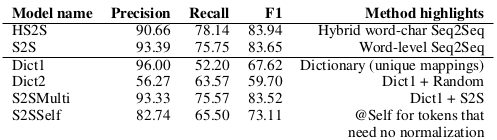 Model name Precision Recall F1 Method highlights
HS2S 90.66 78.14 83.94 Hybrid word-char Seq2Seq
S2S 93.39 75.75 83.65 Word-level Seq2Seq
Dict1 96.00 52.20 67.62 Dictionary (unique mappings)
Dict2 56.27 63.57 59.70 Dict1 + Random
S2SMulti 93.33 75.57 83.52 Dict1 + S2S
S2SSelf 82.74 65.50 73.11 @Self for tokens that
need no normalization